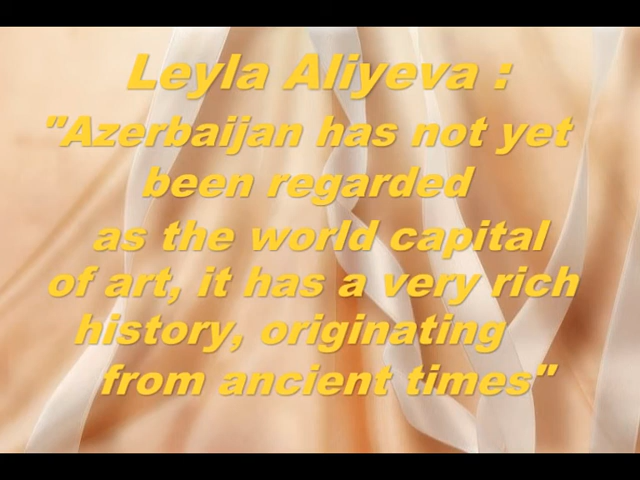 Leyla Aliyeva :
"Azerbaijan has not yet
been regarded
as the world capital
of art, it has a very rich
history, originating
from ancient times"